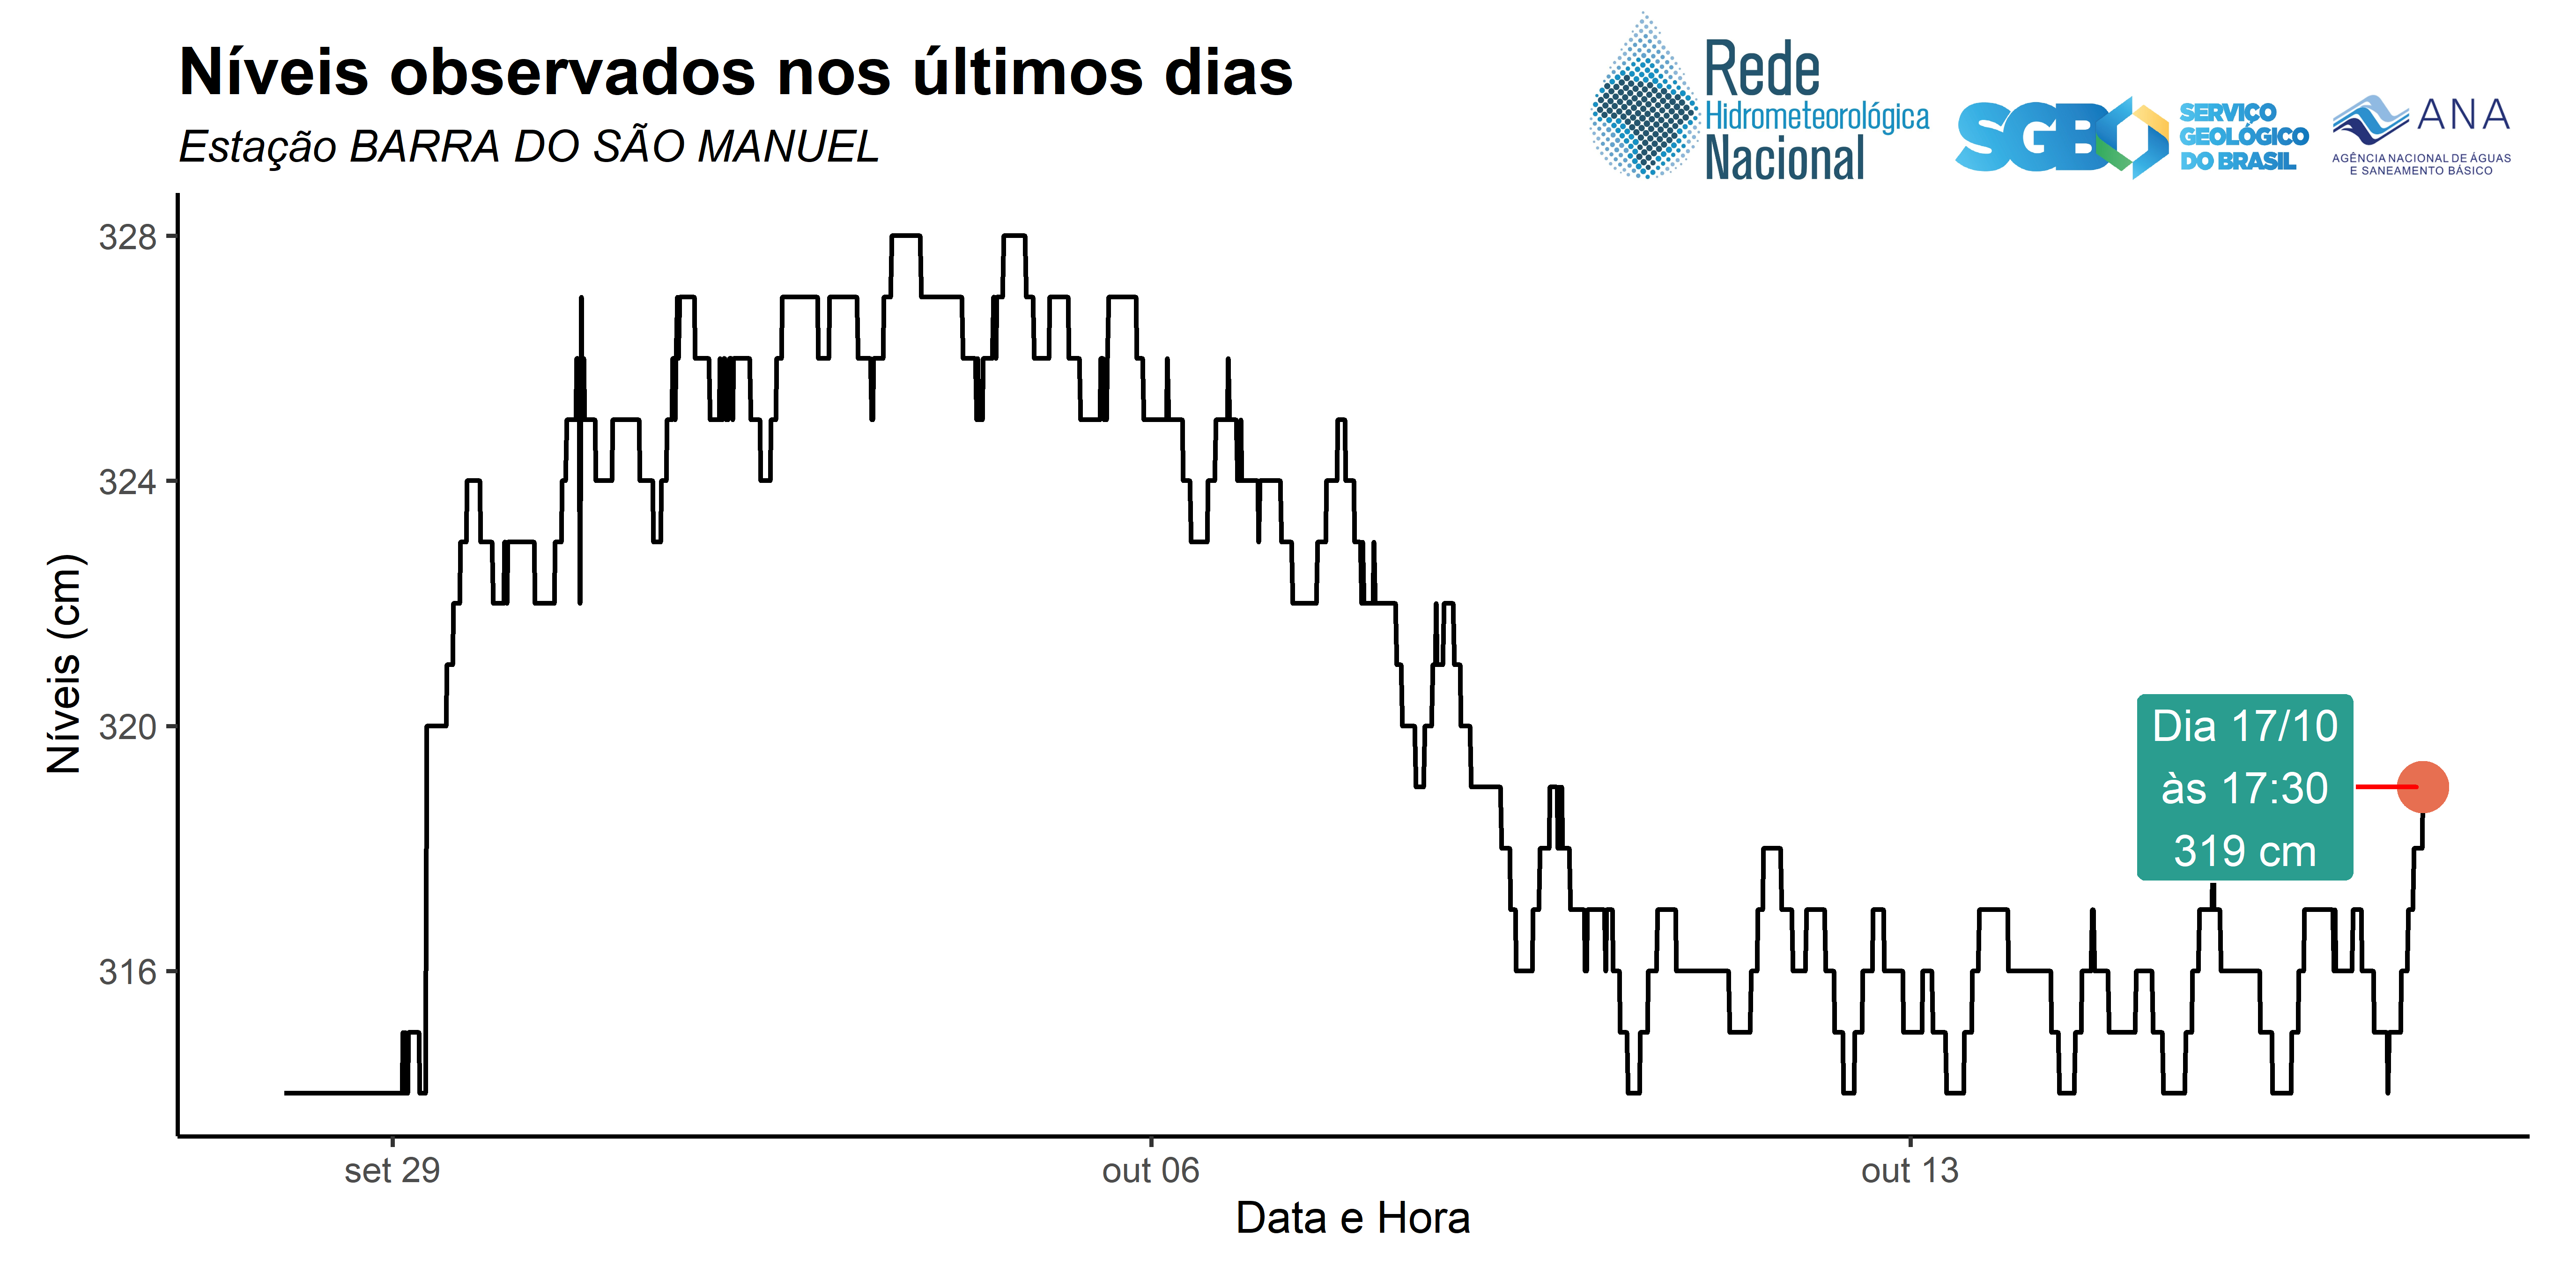 Níveis observados nos últimos dias
Estação BARRA DO SÃO MANUEL
Rede
Hidrometeorológica
Nacional
SGB
SERVIÇO
GEOLÓGICO
DO BRASIL
ANA
AGÊNCIA NACIONAL DE ÁGUAS
E SANEAMENTO BÁSICO
Níveis (cm)
328
324
320
316
Dia 17/10
às 17:30
319 cm
set 29
out 06
out 13
Data e Hora